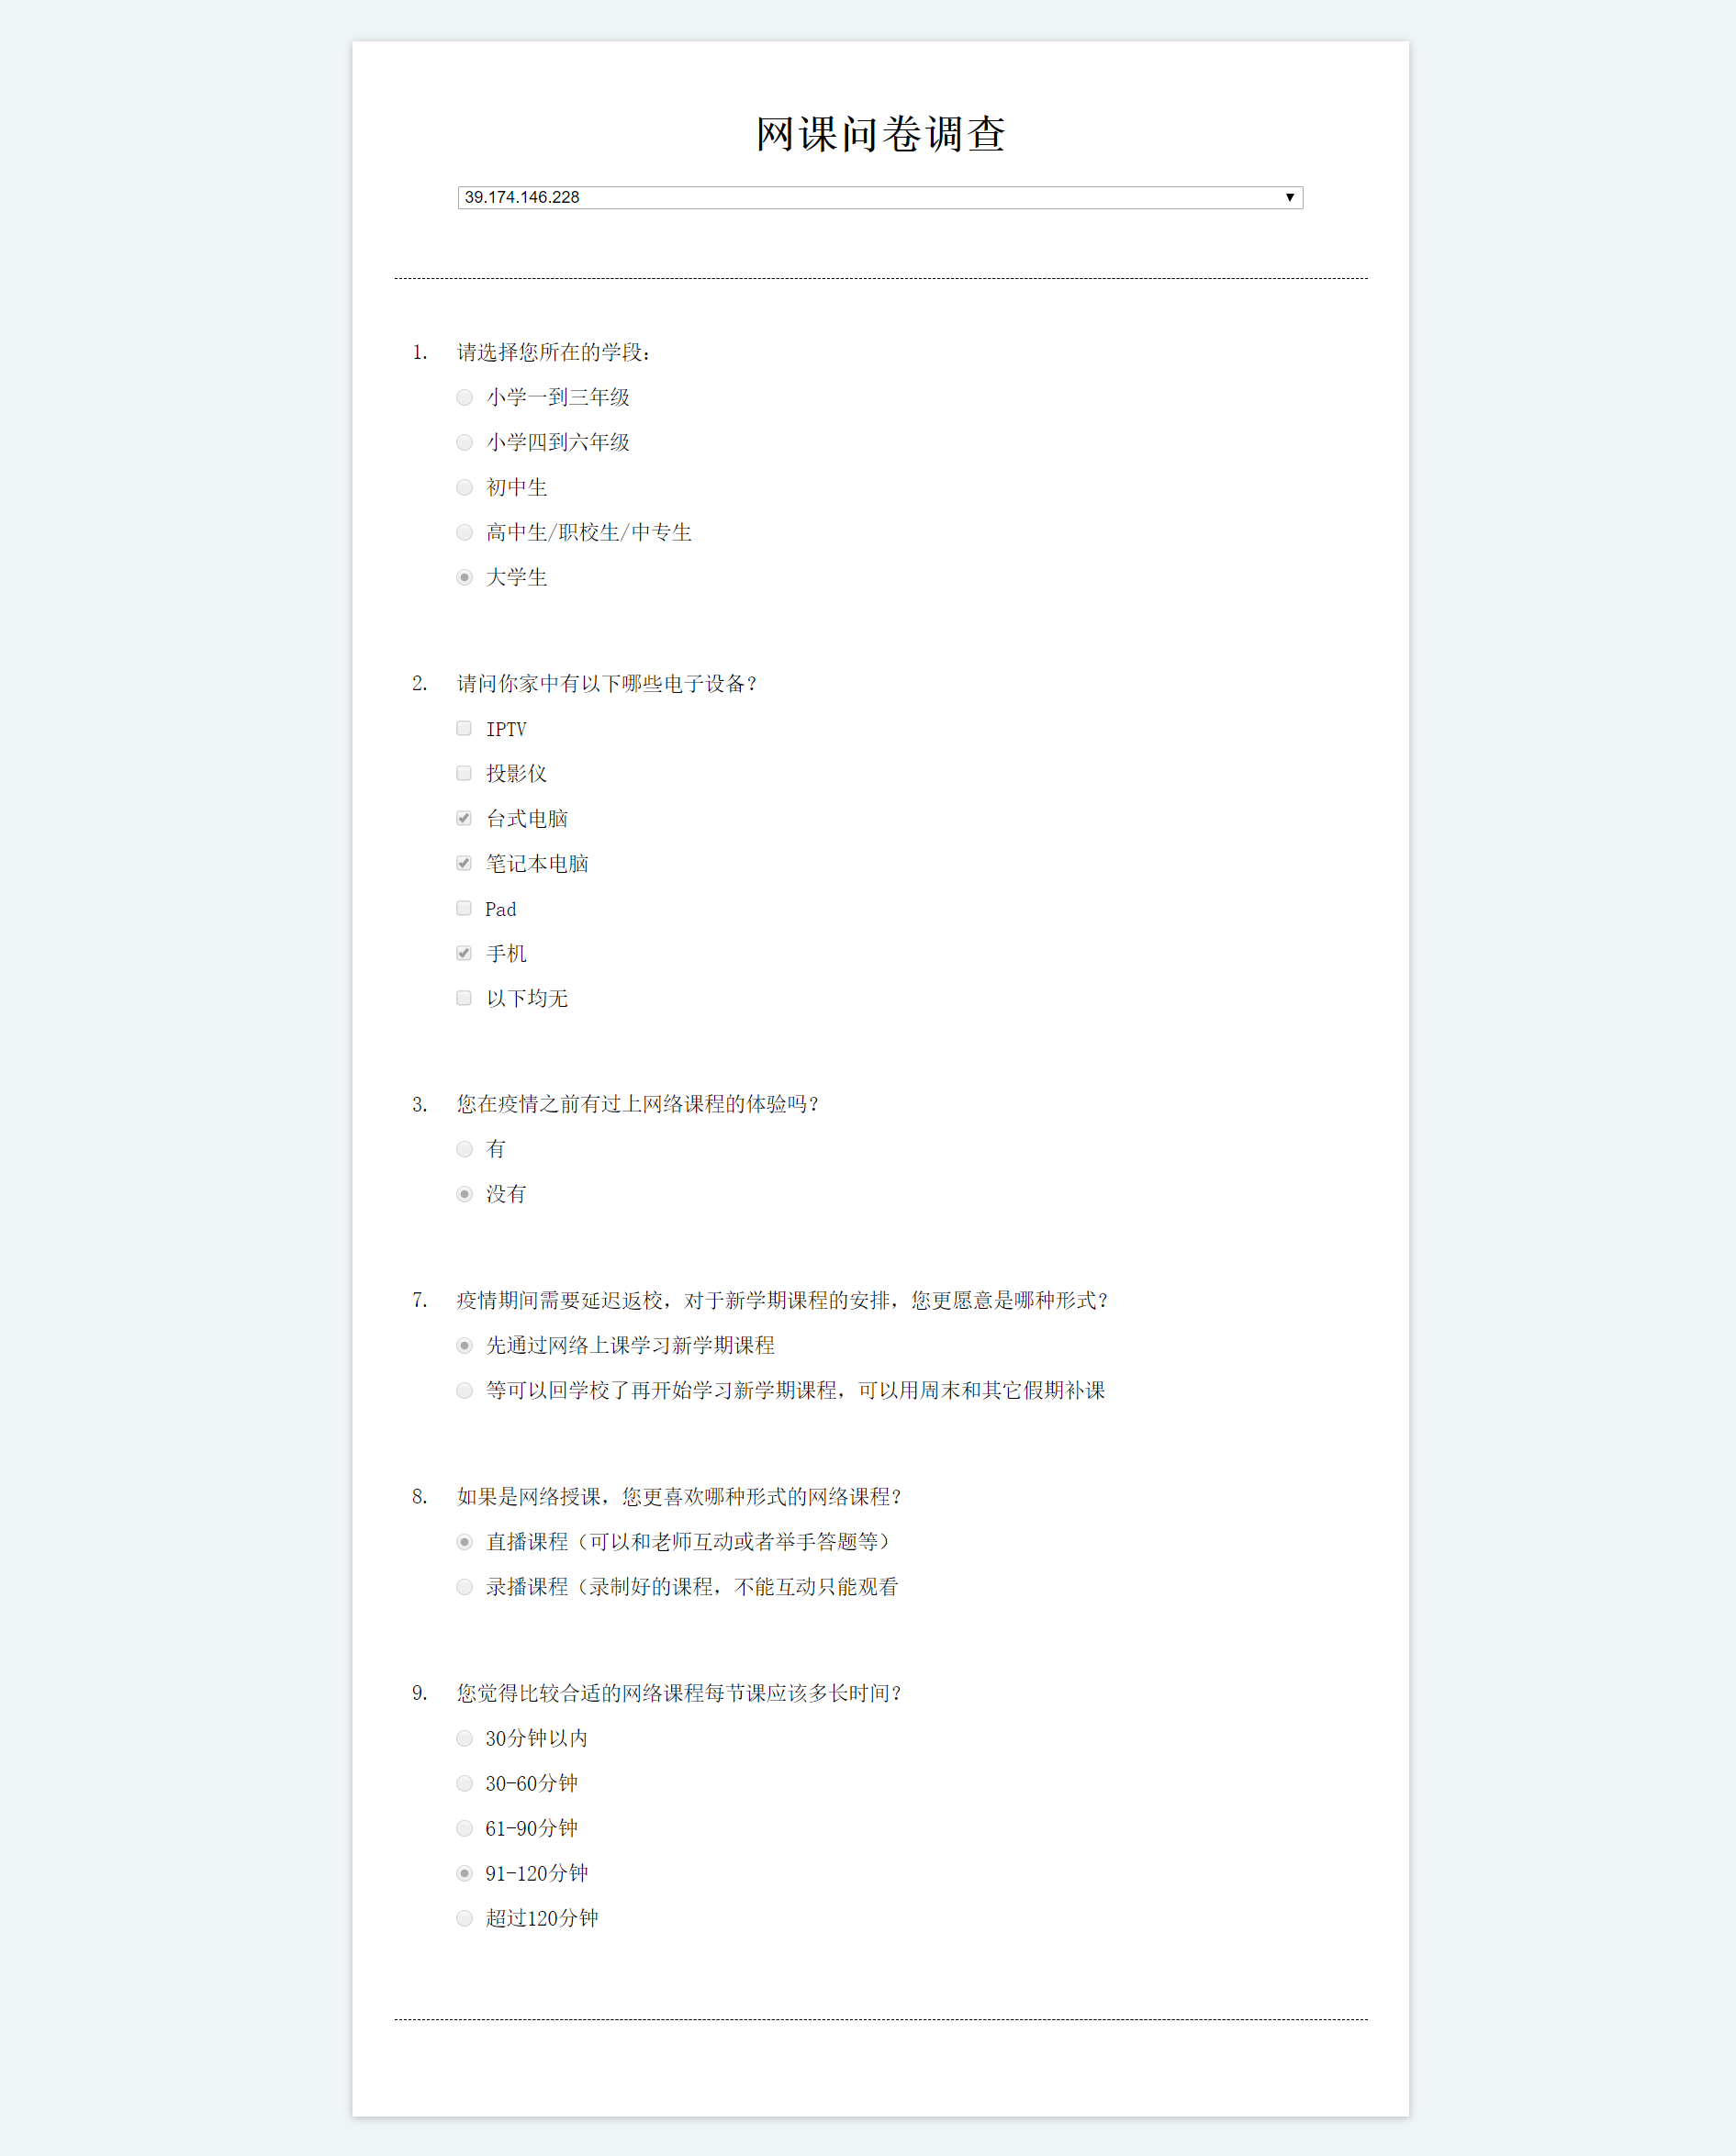 网课问卷调查
39.174.146.228
1. 请选择您所在的学段：
小学一到三年级
小学四到六年级
初中生
高中生/职校生/中专生
大学生
2. 请问你家中有以下哪些电子设备？
IPTV
投影仪
台式电脑
笔记本电脑
Pad
手机
以下均无
3. 您在疫情之前有过上网络课程的体验吗？
有
没有
7. 疫情期间需要延迟返校，对于新学期课程的安排，您更愿意是哪种形式？
先通过网络上课学习新学期课程
等可以回学校了再开始学习新学期课程，可以用周末和其它假期补课
8. 如果是网络授课，您更喜欢哪种形式的网络课程？
直播课程（可以和老师互动或者举手答题等）
录播课程（录制好的课程，不能互动只能观看
9. 您觉得比较合适的网络课程每节课应该多长时间？
30分钟以内
30-60分钟
61-90分钟
91-120分钟
超过120分钟